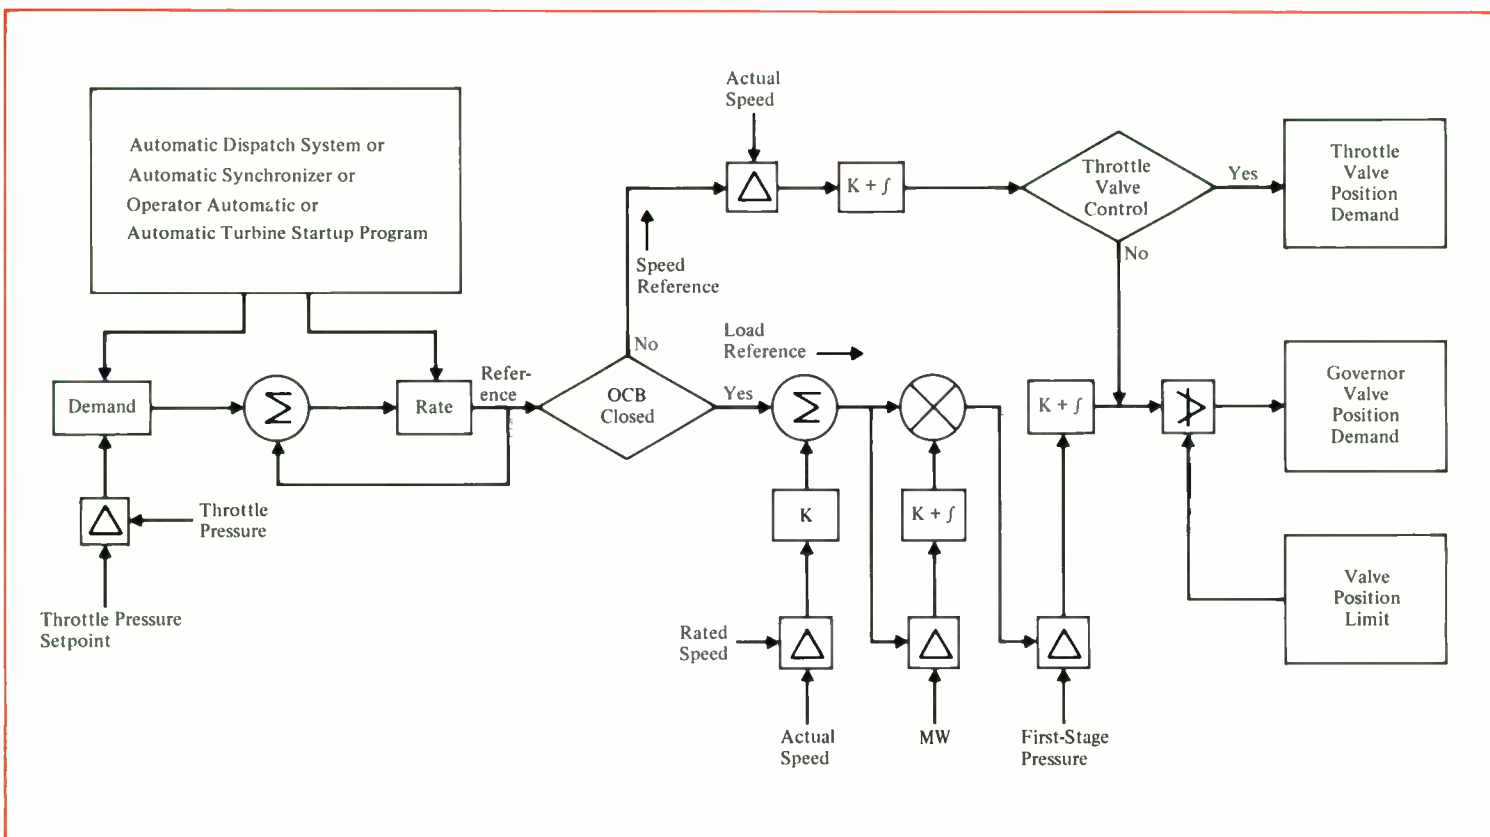 Automatic Dispatch System or
Automatic Synchronizer or
Operator Automatic or
Automatic Turbine Startup Program
Actual
Speed
Δ
K + ∫
Throttle
Valve
Control
Yes
No
Throttle
Valve
Position
Demand
Speed
Reference
Demand
Σ
Rate
Refer-
ence
OCB
Closed
No
Yes
Load
Reference
Σ
K + ∫
Governor
Valve
Position
Demand
Δ
Throttle
Pressure
Throttle Pressure
Setpoint
K
K + ∫
Rated
Speed
Δ
Δ
Δ
Actual
Speed
MW
First-Stage
Pressure
Valve
Position
Limit